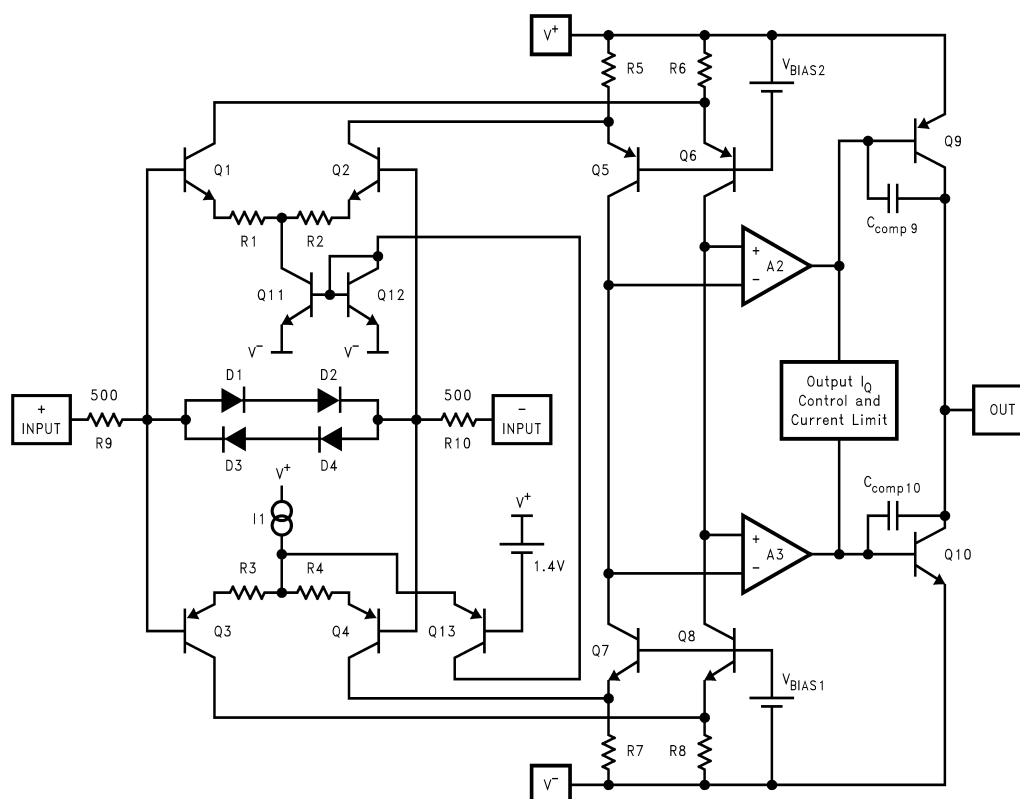 V+
R5
R6
VBIAS2
Q1
Q2
Q5
Q6
Q9
Ccomp 9
R1
R2
+
A2
−
Q11
Q12
V−
V−
D1
D2
Output IQ
Control and
Current Limit
+
INPUT
500
R9
500
R10
−
INPUT
OUT
D3
D4
V+
I1
V+
1.4V
Ccomp10
+
A3
−
Q10
R3
R4
Q3
Q4
Q13
Q7
Q8
VBIAS1
R7
R8
V−